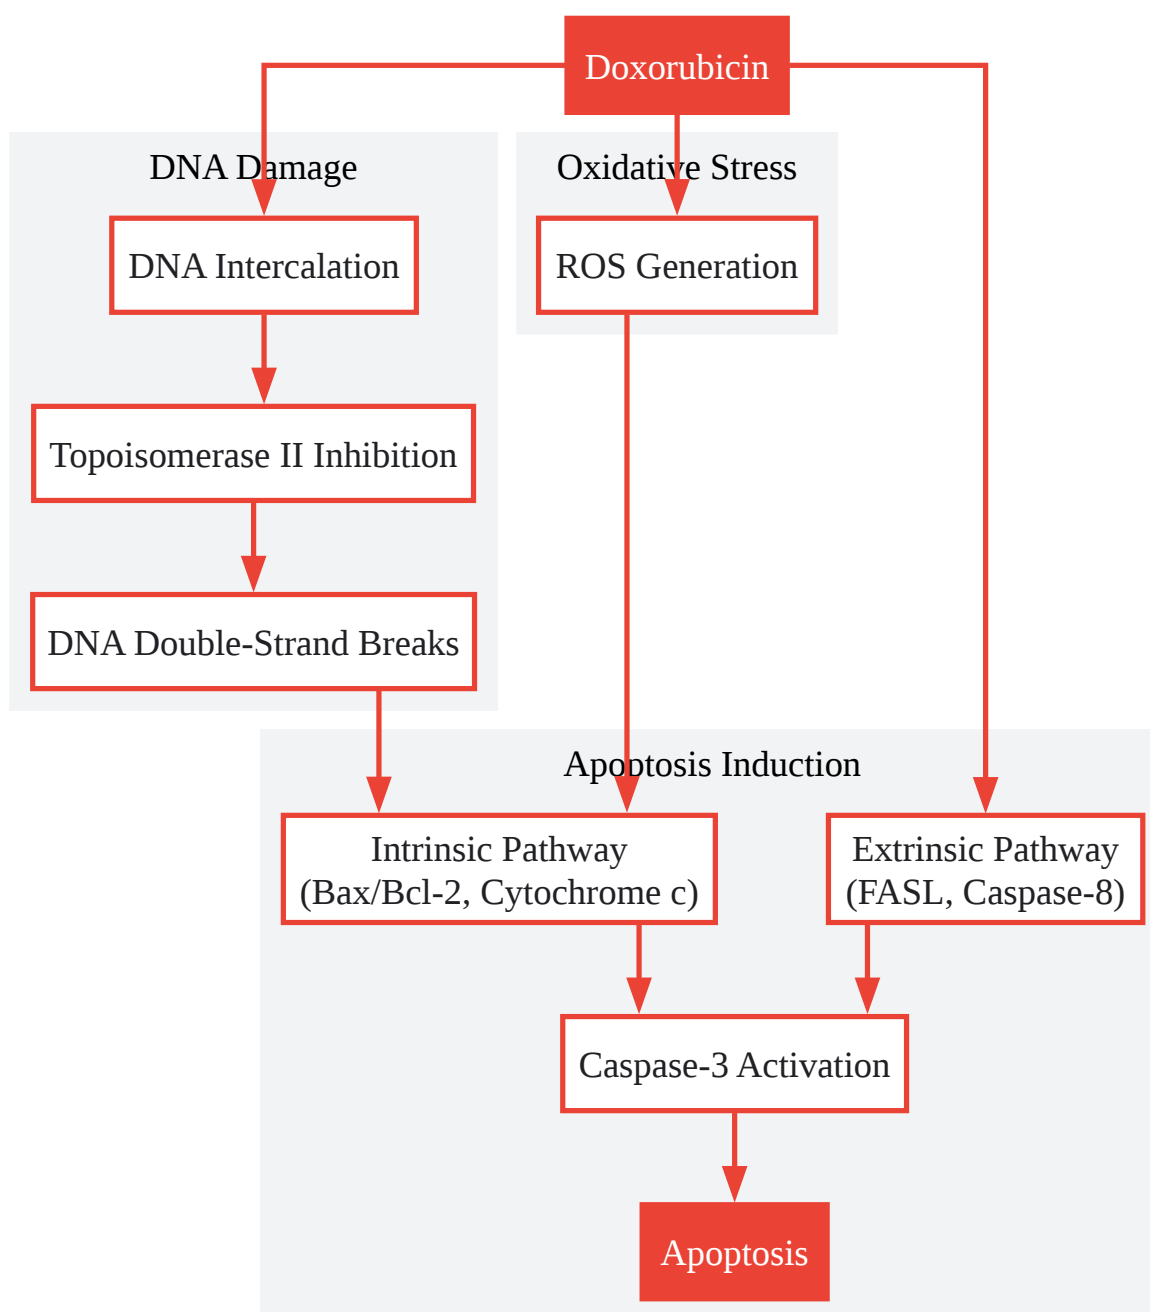 Doxorubicin
DNA Damage
Oxidative Stress
DNA Intercalation
ROS Generation
Topoisomerase II Inhibition
DNA Double-Strand Breaks
Apoptosis Induction
Intrinsic Pathway
(Bax/Bcl-2, Cytochrome c)
Extrinsic Pathway
(FASL, Caspase-8)
Caspase-3 Activation
Apoptosis